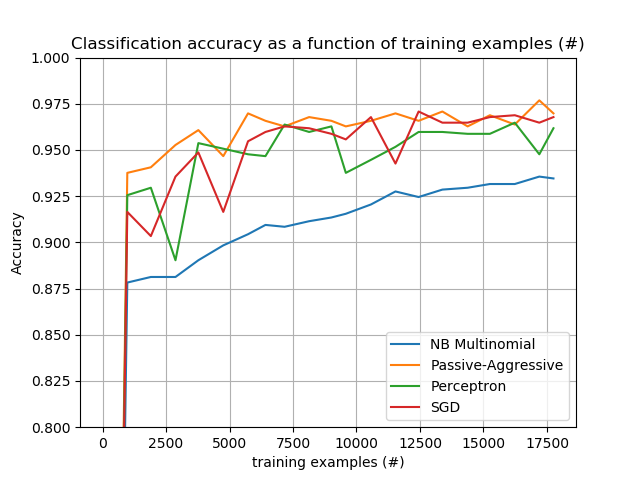 Classification accuracy as a function of training examples (#)
1.000
0.975
0.950
0.925
0.900
0.875
0.850
0.825
0.800
Accuracy
NB Multinomial
Passive-Aggressive
Perceptron
SGD
0 2500 5000 7500 10000 12500 15000 17500
training examples (#)